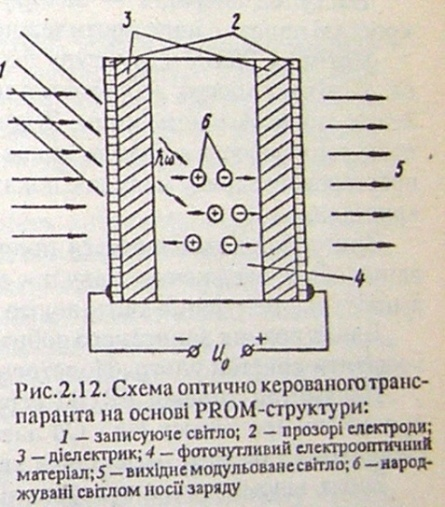 3 2
1
6
ħω
+ −
+ −
+ −
5
4
U₀ +
Рис.2.12. Схема оптично керованого транс-
паранта на основі PROM-структури:
1 — записуюче світло; 2 — прозорі електроди;
3 — діелектрик; 4 — фоточутливий електрооптичний
матеріал; 5 — вихідне модульоване світло; 6 — народ-
жувані світлом носії заряду